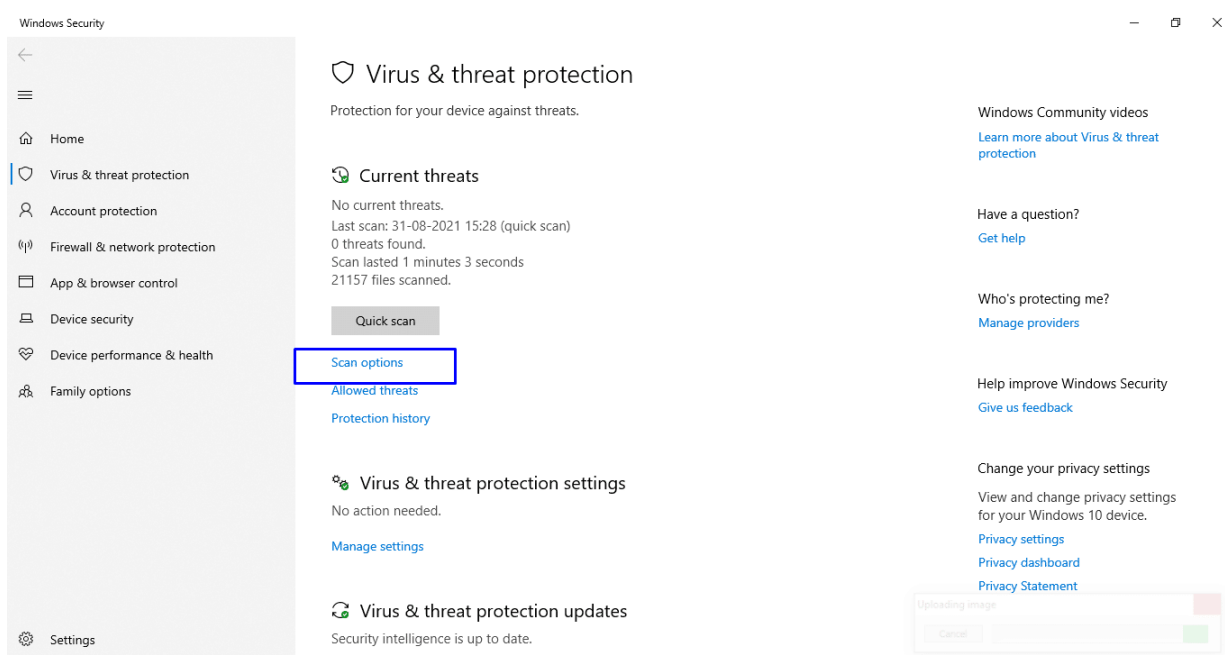 Windows Security
Home
Virus & threat protection
Account protection
Firewall & network protection
App & browser control
Device security
Device performance & health
Family options
Settings
Virus & threat protection
Protection for your device against threats.
Current threats
No current threats.
Last scan: 31-08-2021 15:28 (quick scan)
0 threats found.
Scan lasted 1 minutes 3 seconds
21157 files scanned.
Quick scan
Scan options
Allowed threats
Protection history
Virus & threat protection settings
No action needed.
Manage settings
Virus & threat protection updates
Security intelligence is up to date.
Windows Community videos
Learn more about Virus & threat
protection
Have a question?
Get help
Who's protecting me?
Manage providers
Help improve Windows Security
Give us feedback
Change your privacy settings
View and change privacy settings
for your Windows 10 device.
Privacy settings
Privacy dashboard
Privacy Statement
Uploading image
Cancel